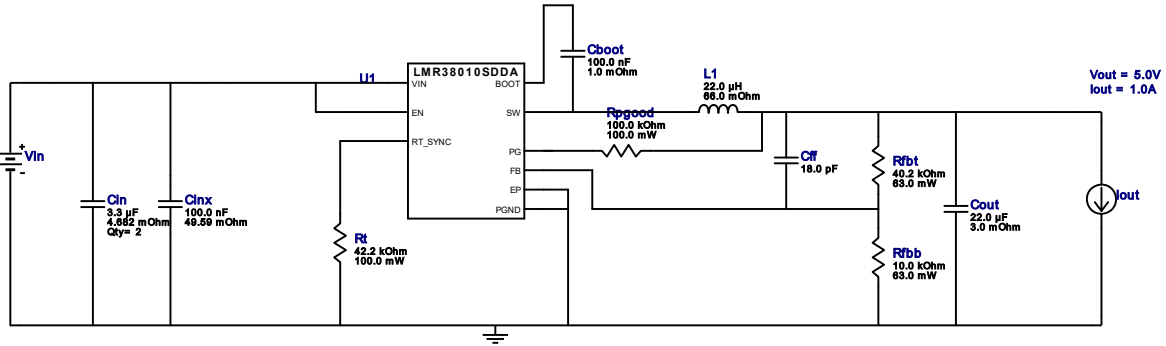 Cboot
100.0 nF
1.0 mOhm
U1
LMR38010SDDA
VIN
BOOT
EN
SW
RT_SYNC
PG
FB
EP
PGND
L1
22.0 µH
66.0 mOhm
Vout = 5.0V
Iout = 1.0A
Rpgood
100.0 kOhm
100.0 mW
+
Vin
-
Cff
18.0 pF
Rfbt
40.2 kOhm
63.0 mW
Cin
3.3 µF
4.682 mOhm
Qty= 2
Cinx
100.0 nF
49.59 mOhm
Rt
42.2 kOhm
100.0 mW
Cout
22.0 µF
3.0 mOhm
Iout
Rfbb
10.0 kOhm
63.0 mW